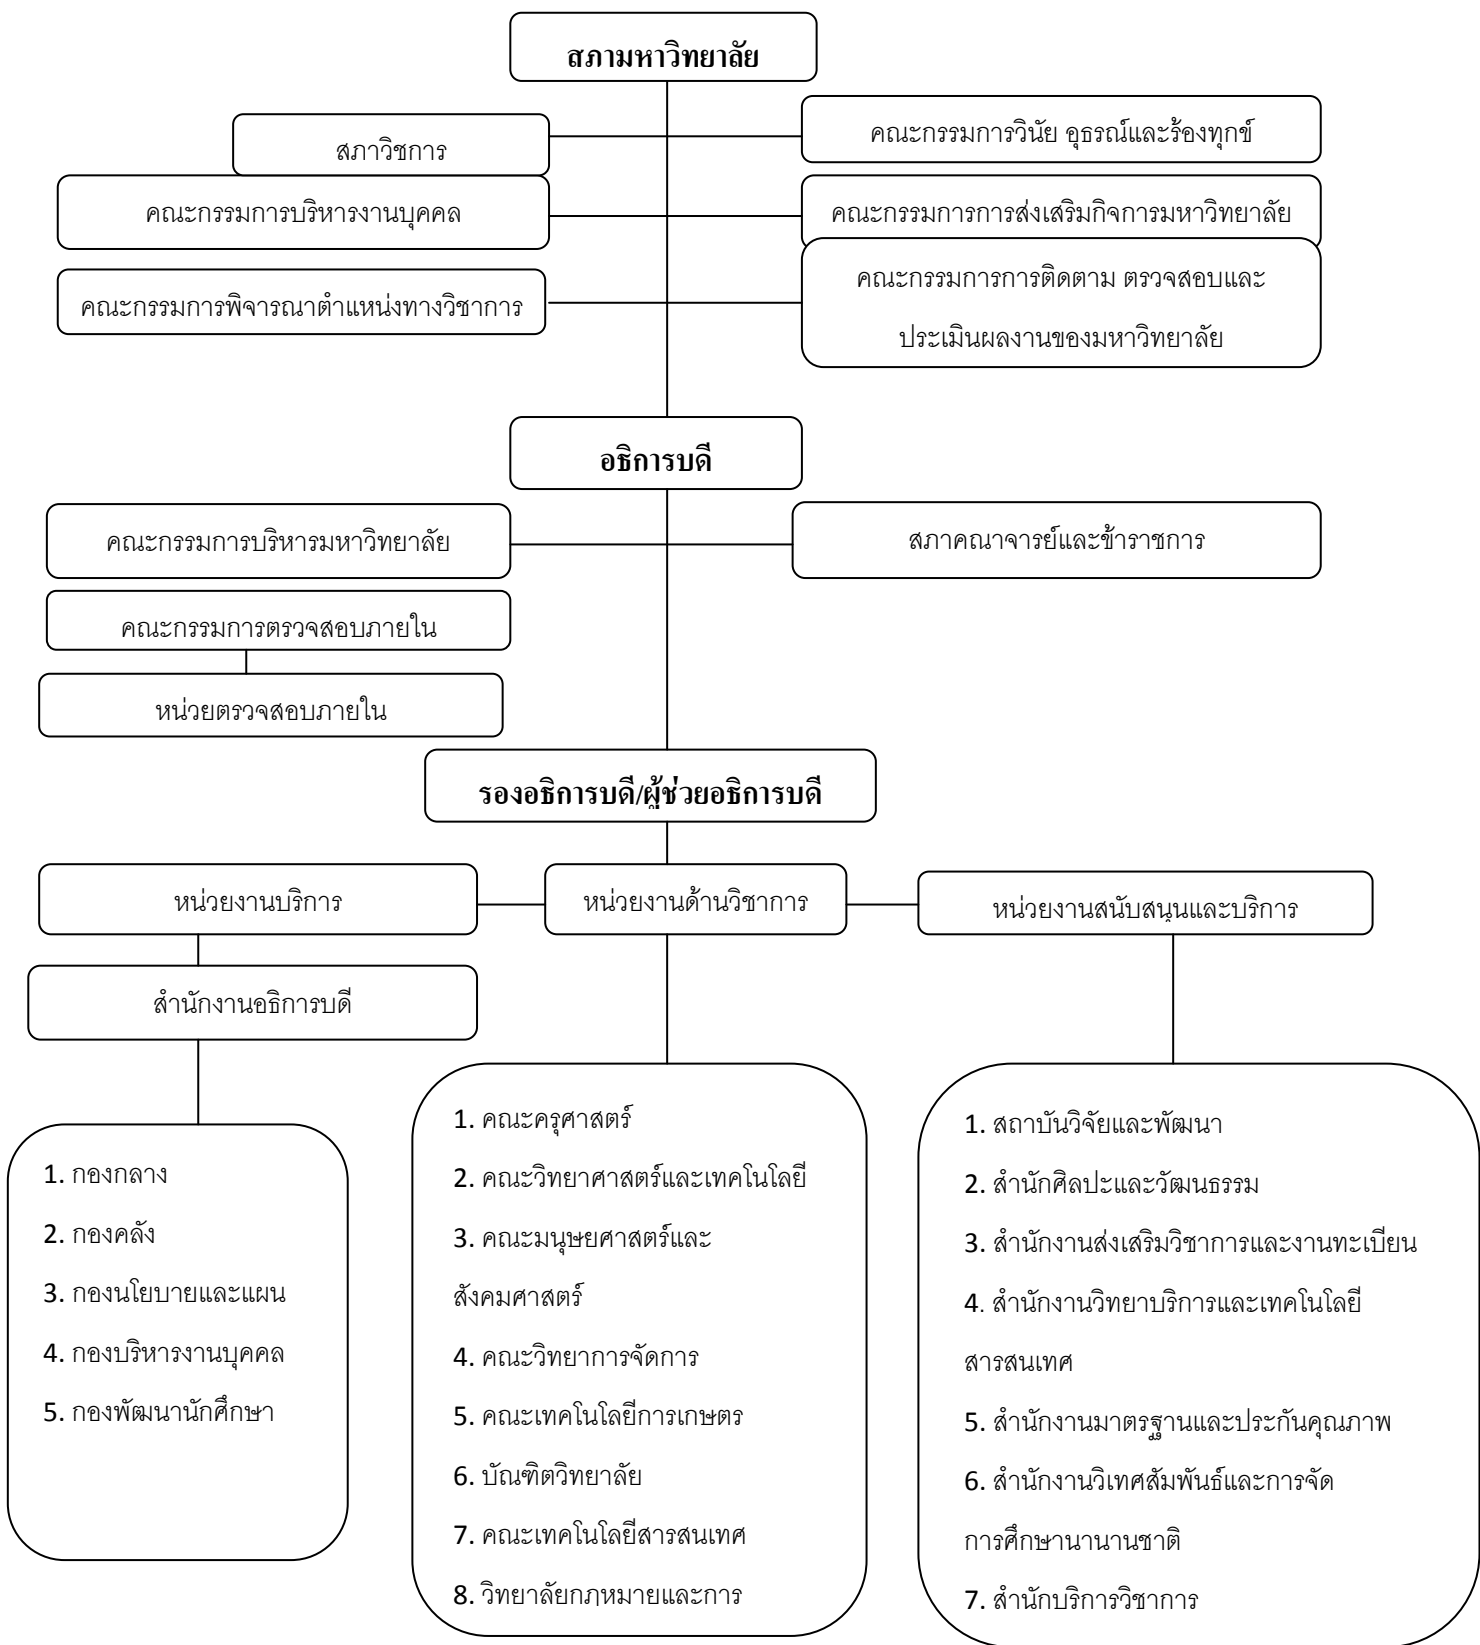 สภามหาวิทยาลัย
สภาวิชการ
คณะกรรมการวินัย อุธรณ์และร้องทุกข์
คณะกรรมการบริหารงานบุคคล
คณะกรรมการการส่งเสริมกิจการมหาวิทยาลัย
คณะกรรมการพิจารณาตำแหน่งทางวิชาการ
คณะกรรมการการติดตาม ตรวจสอบและ
ประเมินผลงานของมหาวิทยาลัย
อธิการบดี
คณะกรรมการบริหารมหาวิทยาลัย
สภาคณาจารย์และข้าราชการ
คณะกรรมการตรวจสอบภายใน
หน่วยตรวจสอบภายใน
รองอธิการบดี/ผู้ช่วยอธิการบดี
หน่วยงานบริการ
หน่วยงานด้านวิชาการ
หน่วยงานสนับสนุนและบริการ
สำนักงานอธิการบดี
1. กองกลาง
2. กองคลัง
3. กองนโยบายและแผน
4. กองบริหารงานบุคคล
5. กองพัฒนานักศึกษา
1. คณะครุศาสตร์
2. คณะวิทยาศาสตร์และเทคโนโลยี
3. คณะมนุษยศาสตร์และ
สังคมศาสตร์
4. คณะวิทยาการจัดการ
5. คณะเทคโนโลยีการเกษตร
6. บัณฑิตวิทยาลัย
7. คณะเทคโนโลยีสารสนเทศ
8. วิทยาลัยกฎหมายและการ
1. สถาบันวิจัยและพัฒนา
2. สำนักศิลปะและวัฒนธรรม
3. สำนักงานส่งเสริมวิชาการและงานทะเบียน
4. สำนักงานวิทยาบริการและเทคโนโลยี
สารสนเทศ
5. สำนักงานมาตรฐานและประกันคุณภาพ
6. สำนักงานวิเทศสัมพันธ์และการจัด
การศึกษานานานชาติ
7. สำนักบริการวิชาการ